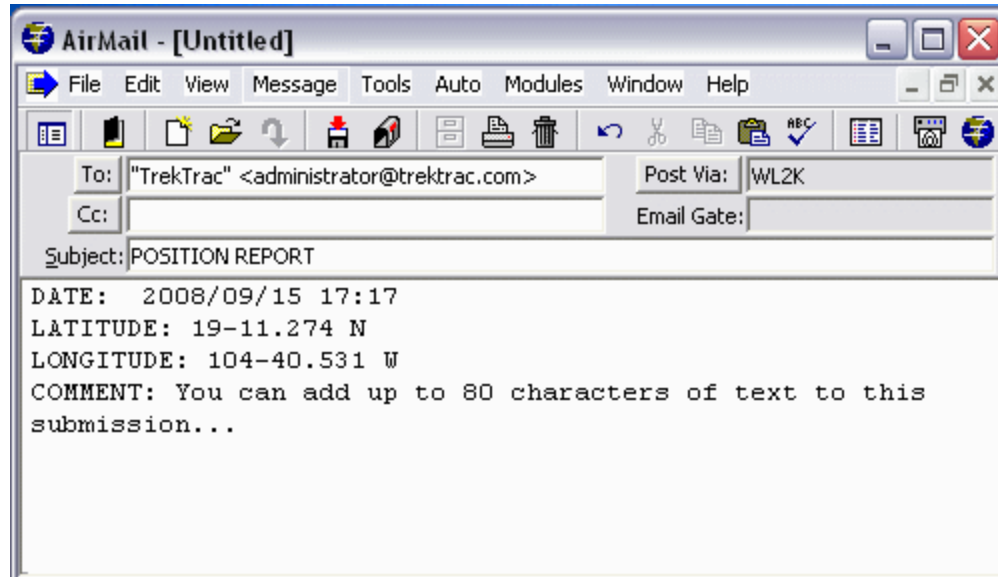 AirMail - [Untitled]
File Edit View Message Tools Auto Modules Window Help
ABC
To: "TrekTrac" <administrator@trektrac.com> Post Via: WL2K
Cc: Email Gate:
Subject: POSITION REPORT
DATE:  2008/09/15 17:17
LATITUDE: 19-11.274 N
LONGITUDE: 104-40.531 W
COMMENT: You can add up to 80 characters of text to this
submission...